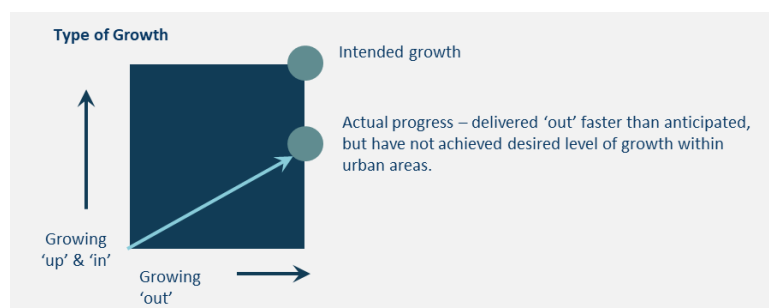 Type of Growth
Intended growth
Actual progress – delivered ‘out’ faster than anticipated,
but have not achieved desired level of growth within
urban areas.
Growing
‘up’ & ‘in’
Growing
‘out’